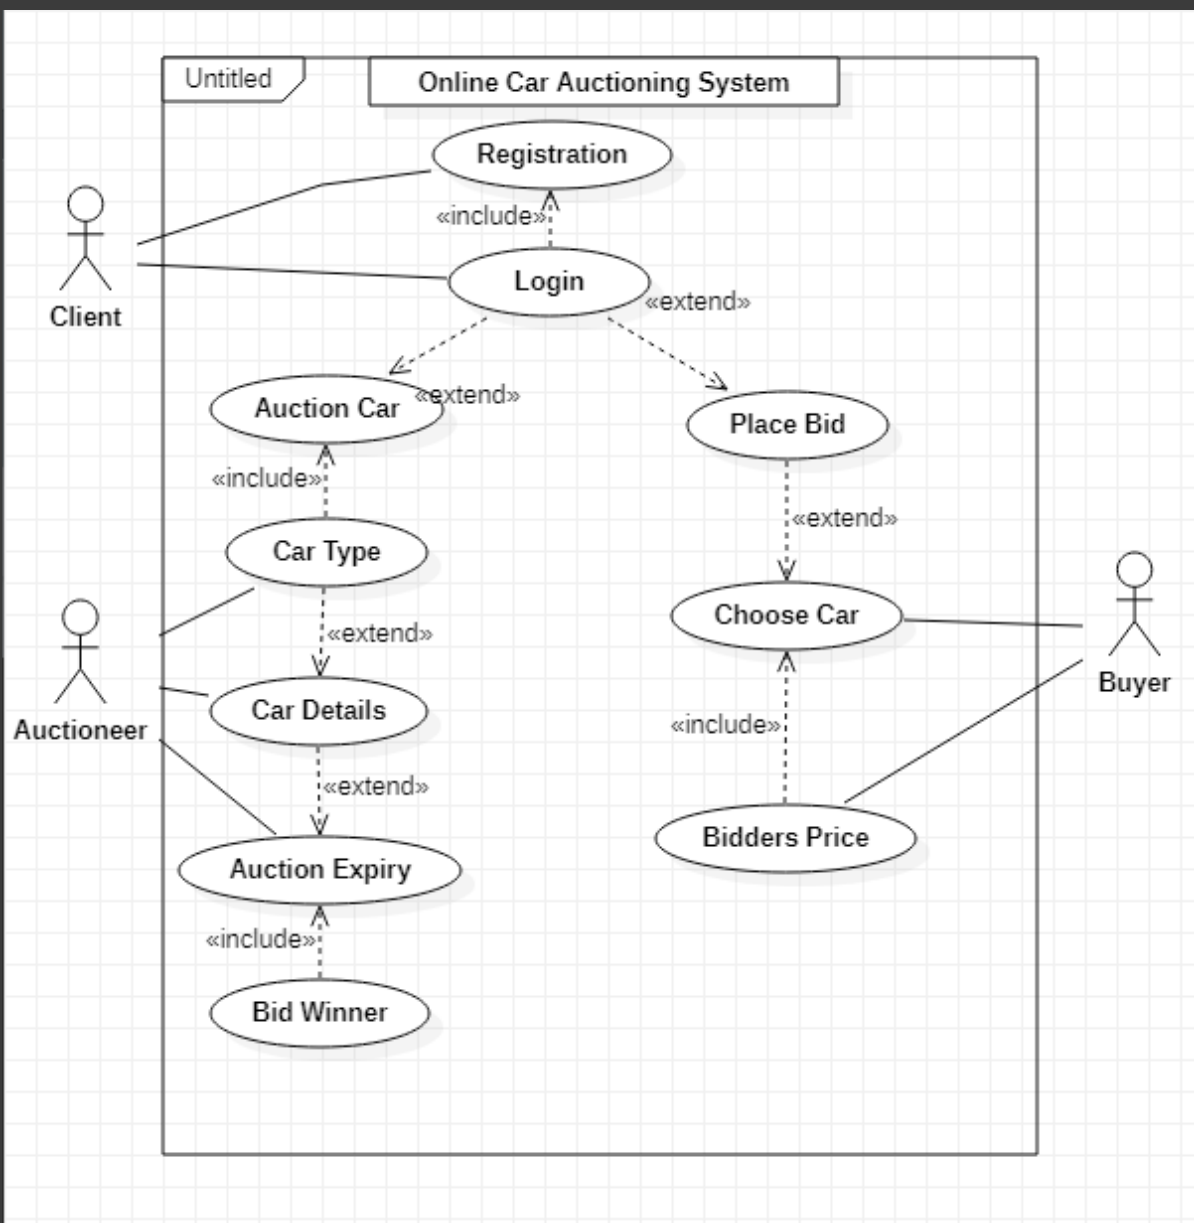 Untitled
Online Car Auctioning System
Registration
«include»
Client
Login
«extend»
«extend»
Auction Car
Place Bid
«include»
«extend»
Car Type
Choose Car
«extend»
Buyer
Car Details
Auctioneer
«include»
«extend»
Bidders Price
Auction Expiry
«include»
Bid Winner